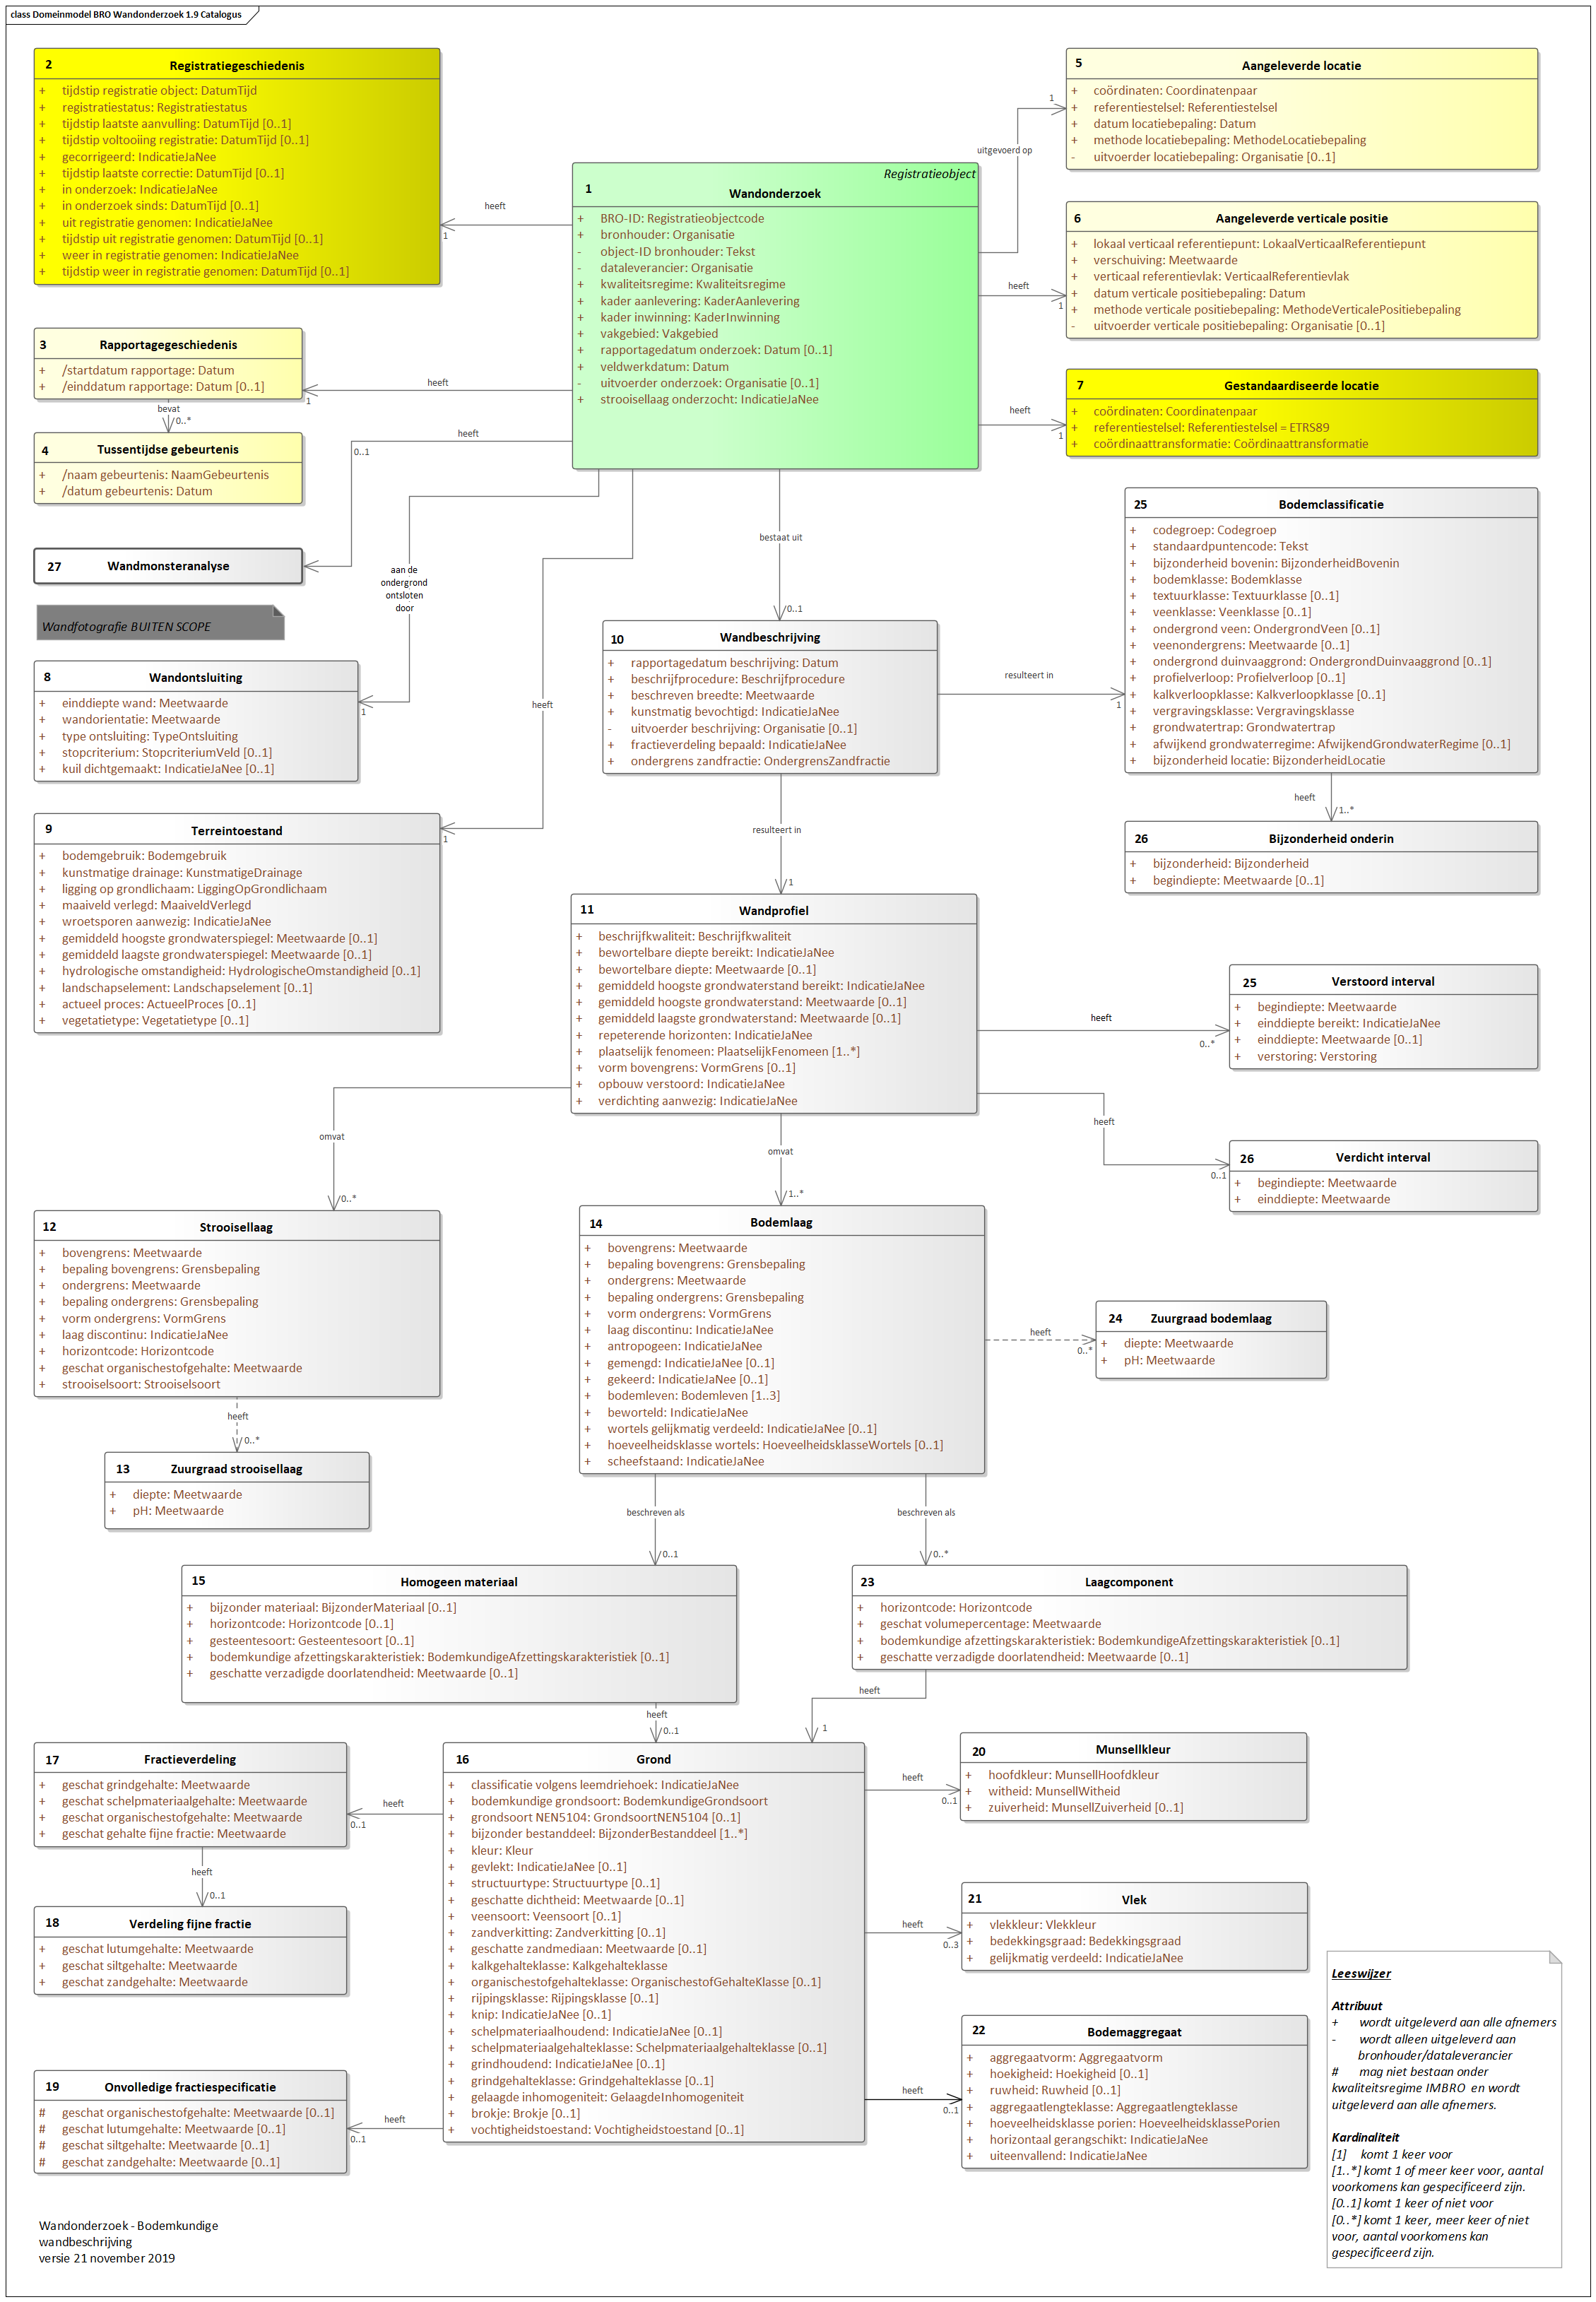 class Domeinmodel BRO Wandonderzoek 1.9 Catalogus
2 Registratiegeschiedenis
+ tijdstip registratie object: DatumTijd
+ registratiestatus: Registratiestatus
+ tijdstip laatste aanvulling: DatumTijd [0..1]
+ tijdstip voltooiing registratie: DatumTijd [0..1]
+ gecorrigeerd: IndicatieJaNee
+ tijdstip laatste correctie: DatumTijd [0..1]
+ in onderzoek: IndicatieJaNee
+ in onderzoek sinds: DatumTijd [0..1]
+ uit registratie genomen: IndicatieJaNee
+ tijdstip uit registratie genomen: DatumTijd [0..1]
+ weer in registratie genomen: IndicatieJaNee
+ tijdstip weer in registratie genomen: DatumTijd [0..1]
heeft
1
Registratieobject
1 Wandonderzoek
+ BRO-ID: Registratieobjectcode
+ bronhouder: Organisatie
- object-ID bronhouder: Tekst
- dataleverancier: Organisatie
+ kwaliteitsregime: Kwaliteitsregime
+ kader aanlevering: KaderAanlevering
+ kader inwinning: KaderInwinning
+ vakgebied: Vakgebied
+ rapportagedatum onderzoek: Datum [0..1]
+ veldwerkdatum: Datum
- uitvoerder onderzoek: Organisatie [0..1]
+ strooisellaag onderzocht: IndicatieJaNee
uitgevoerd op
1
5 Aangeleverde locatie
+ coördinaten: Coordinatenpaar
+ referentiestelsel: Referentiestelsel
+ datum locatiebepaling: Datum
+ methode locatiebepaling: MethodeLocatiebepaling
- uitvoerder locatiebepaling: Organisatie [0..1]
heeft
1
6 Aangeleverde verticale positie
+ lokaal verticaal referentiepunt: LokaalVerticaalReferentiepunt
+ verschuiving: Meetwaarde
+ verticaal referentievlak: VerticaalReferentievlak
+ datum verticale positiebepaling: Datum
+ methode verticale positiebepaling: MethodeVerticalePositiebepaling
- uitvoerder verticale positiebepaling: Organisatie [0..1]
heeft
1
7 Gestandaardiseerde locatie
+ coördinaten: Coordinatenpaar
+ referentiestelsel: Referentiestelsel = ETRS89
+ coördinaattransformatie: Coördinaattransformatie
3 Rapportagegeschiedenis
+ /startdatum rapportage: Datum
+ /einddatum rapportage: Datum [0..1]
heeft
1
bevat
0..*
4 Tussentijdse gebeurtenis
+ /naam gebeurtenis: NaamGebeurtenis
+ /datum gebeurtenis: Datum
heeft
0..1
27 Wandmonsteranalyse
Wandfotografie BUITEN SCOPE
aan de
ondergrond
ontsloten
door
1
8 Wandontsluiting
+ einddiepte wand: Meetwaarde
+ wandorientatie: Meetwaarde
+ type ontsluiting: TypeOntsluiting
+ stopcriterium: StopcriteriumVeld [0..1]
+ kuil dichtgemaakt: IndicatieJaNee [0..1]
heeft
1
9 Terreintoestand
+ bodemgebruik: Bodemgebruik
+ kunstmatige drainage: KunstmatigeDrainage
+ ligging op grondlichaam: LiggingOpGrondlichaam
+ maaiveld verlegd: MaaiveldVerlegd
+ wroetsporen aanwezig: IndicatieJaNee
+ gemiddeld hoogste grondwaterspiegel: Meetwaarde [0..1]
+ gemiddeld laagste grondwaterspiegel: Meetwaarde [0..1]
+ hydrologische omstandigheid: HydrologischeOmstandigheid [0..1]
+ landschapselement: Landschapselement [0..1]
+ actueel proces: ActueelProces [0..1]
+ vegetatietype: Vegetatietype [0..1]
bestaat uit
0..1
10 Wandbeschrijving
+ rapportagedatum beschrijving: Datum
+ beschrijfprocedure: Beschrijfprocedure
+ beschreven breedte: Meetwaarde
+ kunstmatig bevochtigd: IndicatieJaNee
- uitvoerder beschrijving: Organisatie [0..1]
+ fractieverdeling bepaald: IndicatieJaNee
+ ondergrens zandfractie: OndergrensZandfractie
resulteert in
1
25 Bodemclassificatie
+ codegroep: Codegroep
+ standaardpuntencode: Tekst
+ bijzonderheid bovenin: BijzonderheidBovenin
+ bodemklasse: Bodemklasse
+ textuurklasse: Textuurklasse [0..1]
+ veenklasse: Veenklasse [0..1]
+ ondergrond veen: OndergrondVeen [0..1]
+ veenondergrens: Meetwaarde [0..1]
+ ondergrond duinvaaggrond: OndergrondDuinvaaggrond [0..1]
+ profielverloop: Profielverloop [0..1]
+ kalkverloopklasse: Kalkverloopklasse [0..1]
+ vergravingsklasse: Vergravingsklasse
+ grondwatertrap: Grondwatertrap
+ afwijkend grondwaterregime: AfwijkendGrondwaterRegime [0..1]
+ bijzonderheid locatie: BijzonderheidLocatie
heeft
1..*
26 Bijzonderheid onderin
+ bijzonderheid: Bijzonderheid
+ begindiepte: Meetwaarde [0..1]
resulteert in
1
11 Wandprofiel
+ beschrijfkwaliteit: Beschrijfkwaliteit
+ bewortelbare diepte bereikt: IndicatieJaNee
+ bewortelbare diepte: Meetwaarde [0..1]
+ gemiddeld hoogste grondwaterstand bereikt: IndicatieJaNee
+ gemiddeld hoogste grondwaterstand: Meetwaarde [0..1]
+ gemiddeld laagste grondwaterstand: Meetwaarde [0..1]
+ repeterende horizonten: IndicatieJaNee
+ plaatselijk fenomeen: PlaatselijkFenomeen [1..*]
+ vorm bovengrens: VormGrens [0..1]
+ opbouw verstoord: IndicatieJaNee
+ verdichting aanwezig: IndicatieJaNee
heeft
0..*
25 Verstoord interval
+ begindiepte: Meetwaarde
+ einddiepte bereikt: IndicatieJaNee
+ einddiepte: Meetwaarde [0..1]
+ verstoring: Verstoring
heeft
0..1
26 Verdicht interval
+ begindiepte: Meetwaarde
+ einddiepte: Meetwaarde
omvat
0..*
12 Strooisellaag
+ bovengrens: Meetwaarde
+ bepaling bovengrens: Grensbepaling
+ ondergrens: Meetwaarde
+ bepaling ondergrens: Grensbepaling
+ vorm ondergrens: VormGrens
+ laag discontinu: IndicatieJaNee
+ horizontcode: Horizontcode
+ geschat organischestofgehalte: Meetwaarde
+ strooiselsoort: Strooiselsoort
heeft
0..*
13 Zuurgraad strooisellaag
+ diepte: Meetwaarde
+ pH: Meetwaarde
omvat
1..*
14 Bodemlaag
+ bovengrens: Meetwaarde
+ bepaling bovengrens: Grensbepaling
+ ondergrens: Meetwaarde
+ bepaling ondergrens: Grensbepaling
+ vorm ondergrens: VormGrens
+ laag discontinu: IndicatieJaNee
+ antropogeen: IndicatieJaNee
+ gemengd: IndicatieJaNee [0..1]
+ gekeerd: IndicatieJaNee [0..1]
+ bodemleven: Bodemleven [1..3]
+ beworteld: IndicatieJaNee
+ wortels gelijkmatig verdeeld: IndicatieJaNee [0..1]
+ hoeveelheidsklasse wortels: HoeveelheidsklasseWortels [0..1]
+ scheefstaand: IndicatieJaNee
heeft
0..*
24 Zuurgraad bodemlaag
+ diepte: Meetwaarde
+ pH: Meetwaarde
beschreven als
0..1
beschreven als
0..*
15 Homogeen materiaal
+ bijzonder materiaal: BijzonderMateriaal [0..1]
+ horizontcode: Horizontcode [0..1]
+ gesteentesoort: Gesteentesoort [0..1]
+ bodemkundige afzettingskarakteristiek: BodemkundigeAfzettingskarakteristiek [0..1]
+ geschatte verzadigde doorlatendheid: Meetwaarde [0..1]
23 Laagcomponent
+ horizontcode: Horizontcode
+ geschat volumepercentage: Meetwaarde
+ bodemkundige afzettingskarakteristiek: BodemkundigeAfzettingskarakteristiek [0..1]
+ geschatte verzadigde doorlatendheid: Meetwaarde [0..1]
heeft
0..1
heeft
1
16 Grond
+ classificatie volgens leemdriehoek: IndicatieJaNee
+ bodemkundige grondsoort: BodemkundigeGrondsoort
+ grondsoort NEN5104: GrondsoortNEN5104 [0..1]
+ bijzonder bestanddeel: BijzonderBestanddeel [1..*]
+ kleur: Kleur
+ gevlekt: IndicatieJaNee [0..1]
+ structuurtype: Structuurtype [0..1]
+ geschatte dichtheid: Meetwaarde [0..1]
+ veensoort: Veensoort [0..1]
+ zandverkitting: Zandverkitting [0..1]
+ geschatte zandmediaan: Meetwaarde [0..1]
+ kalkgehalteklasse: Kalkgehalteklasse
+ organischestofgehalteklasse: OrganischestofGehalteKlasse [0..1]
+ rijpingsklasse: Rijpingsklasse [0..1]
+ knip: IndicatieJaNee [0..1]
+ schelpmateriaalhoudend: IndicatieJaNee [0..1]
+ schelpmateriaalgehalteklasse: Schelpmateriaalgehalteklasse [0..1]
+ grindhoudend: IndicatieJaNee [0..1]
+ grindgehalteklasse: Grindgehalteklasse [0..1]
+ gelaagde inhomogeniteit: GelaagdeInhomogeniteit
+ brokje: Brokje [0..1]
+ vochtigheidstoestand: Vochtigheidstoestand [0..1]
heeft
0..1
17 Fractieverdeling
+ geschat grindgehalte: Meetwaarde
+ geschat schelpmateriaalgehalte: Meetwaarde
+ geschat organischestofgehalte: Meetwaarde
+ geschat gehalte fijne fractie: Meetwaarde
heeft
0..1
18 Verdeling fijne fractie
+ geschat lutumgehalte: Meetwaarde
+ geschat siltgehalte: Meetwaarde
+ geschat zandgehalte: Meetwaarde
heeft
0..1
19 Onvolledige fractiespecificatie
# geschat organischestofgehalte: Meetwaarde [0..1]
# geschat lutumgehalte: Meetwaarde [0..1]
# geschat siltgehalte: Meetwaarde [0..1]
# geschat zandgehalte: Meetwaarde [0..1]
heeft
0..1
20 Munsellkleur
+ hoofdkleur: MunsellHoofdkleur
+ witheid: MunsellWitheid
+ zuiverheid: MunsellZuiverheid [0..1]
heeft
0..3
21 Vlek
+ vlekkleur: Vlekkleur
+ bedekkingsgraad: Bedekkingsgraad
+ gelijkmatig verdeeld: IndicatieJaNee
heeft
0..1
22 Bodemaggregaat
+ aggregaatvorm: Aggregaatvorm
+ hoekigheid: Hoekigheid [0..1]
+ ruwheid: Ruwheid [0..1]
+ aggregaatlengteklasse: Aggregaatlengteklasse
+ hoeveelheidsklasse porien: HoeveelheidsklassePorien
+ horizontaal gerangschikt: IndicatieJaNee
+ uiteenvallend: IndicatieJaNee
Leeswijzer
Attribuut
+ wordt uitgeleverd aan alle afnemers
- wordt alleen uitgeleverd aan
bronhouder/dataleverancier
# mag niet bestaan onder
kwaliteitsregime IMBRO en wordt
uitgeleverd aan alle afnemers.
Kardinaliteit
[1] komt 1 keer voor
[1..*] komt 1 of meer keer voor, aantal
voorkomens kan gespecificeerd zijn.
[0..1] komt 1 keer of niet voor
[0..*] komt 1 keer, meer keer of niet
voor, aantal voorkomens kan
gespecificeerd zijn.
Wandonderzoek - Bodemkundige
wandbeschrijving
versie 21 november 2019